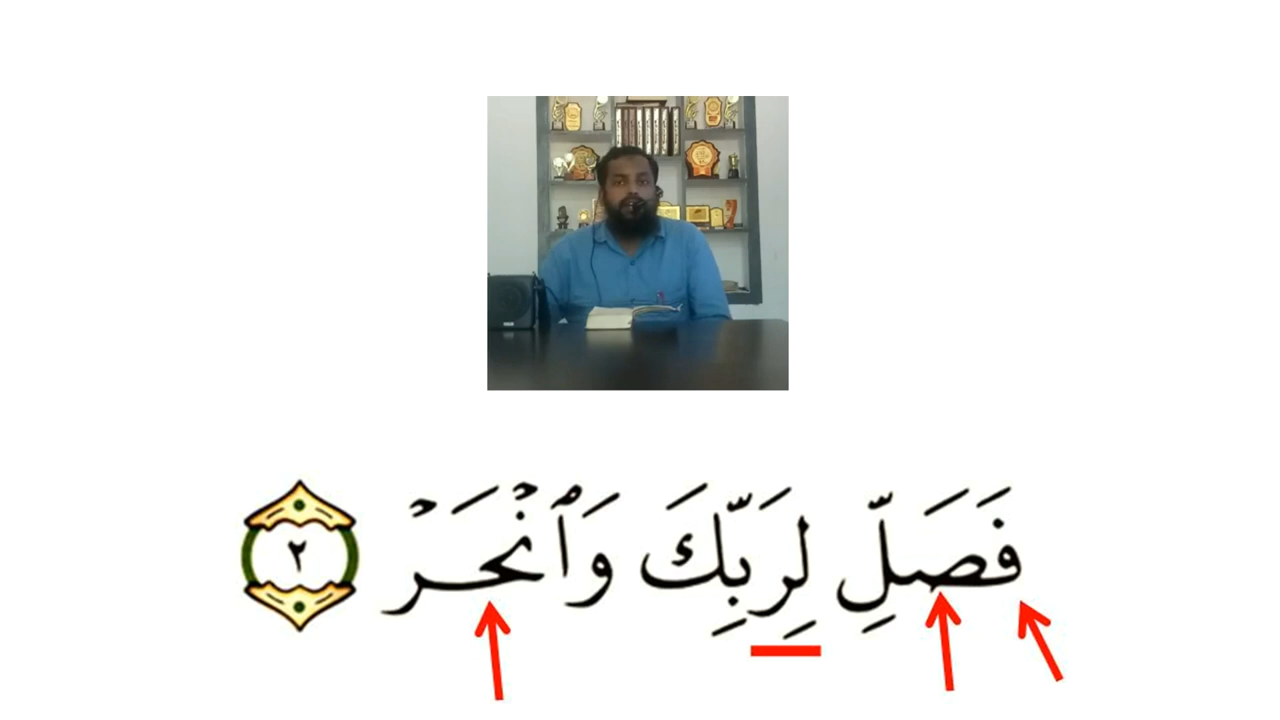 فَصَلِّ لِرَبِّكَ وَٱنْحَرْ ٢